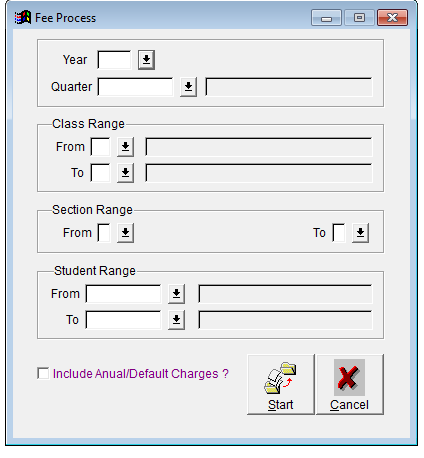 Fee Process
Year
Quarter
Class Range
From
To
Section Range
From To
Student Range
From
To
Include Anual/Default Charges ?
Start Cancel